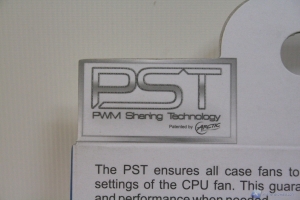 PST
PWM Sharing Technology
Patented by ARCTIC
The PST ensures all case fans to
settings of the CPU fan. This guara
and performance when needed